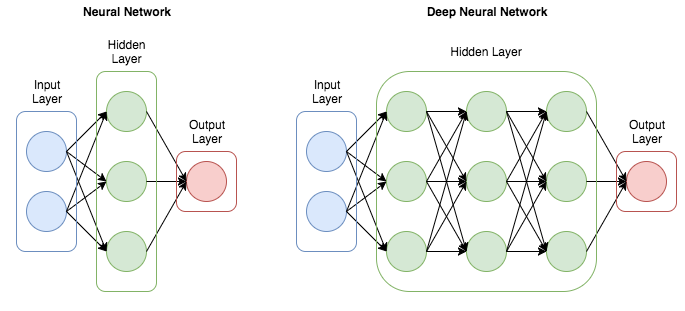 Neural Network
Hidden
Layer
Input
Layer
Output
Layer
Deep Neural Network
Hidden Layer
Input
Layer
Output
Layer